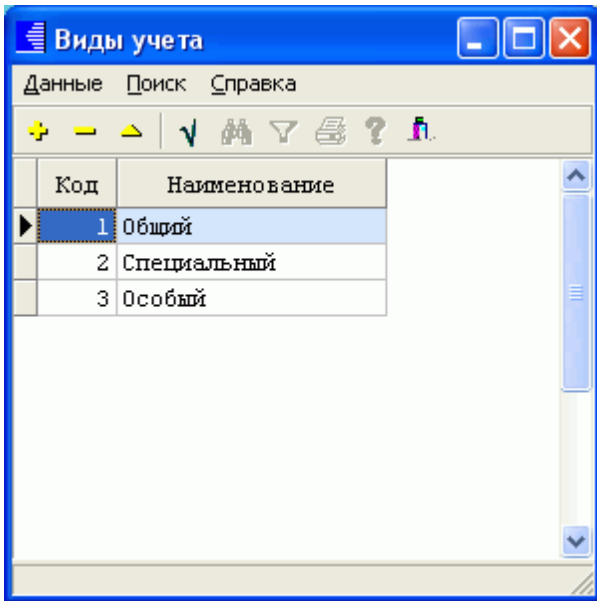 Виды учета
Данные Поиск Справка
Код Наименование
1 Общий
2 Специальный
3 Особый